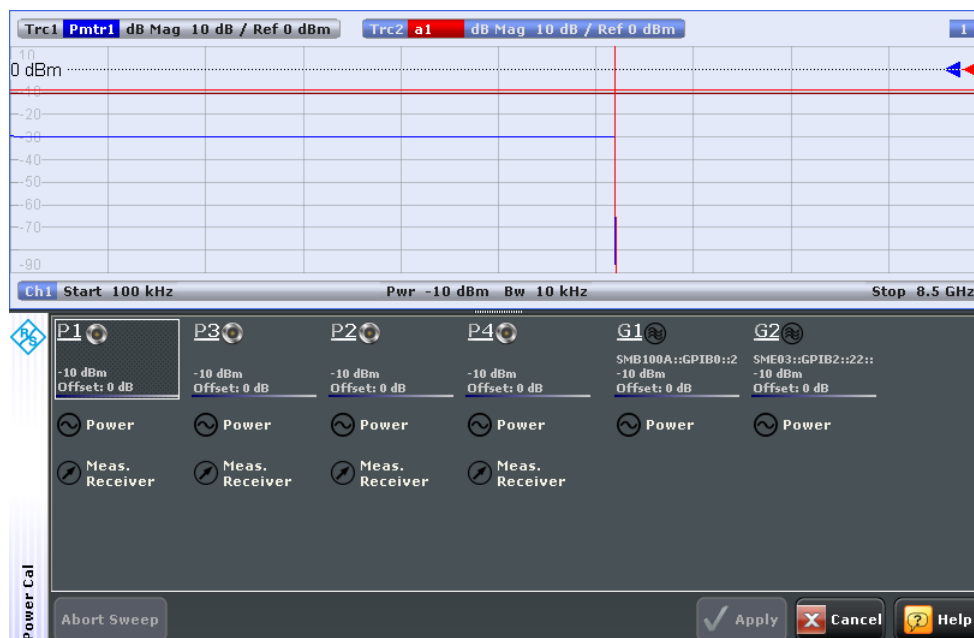 Trc1 Pmtr1 dB Mag 10 dB / Ref 0 dBm Trc2 a1 dB Mag 10 dB / Ref 0 dBm 1
10
0 dBm
-10
-20
-30
-40
-50
-60
-70
-90
Ch1 Start 100 kHz Pwr -10 dBm Bw 10 kHz Stop 8.5 GHz
R&S
P1 P3 P2 P4 G1 G2
SMB100A::GPIB0::2 SME03::GPIB2::22::
-10 dBm -10 dBm -10 dBm -10 dBm -10 dBm -10 dBm
Offset: 0 dB Offset: 0 dB Offset: 0 dB Offset: 0 dB Offset: 0 dB Offset: 0 dB
Power Power Power Power Power Power
Meas. Meas. Meas. Meas.
Receiver Receiver Receiver Receiver
Power Cal
Abort Sweep Apply Cancel Help